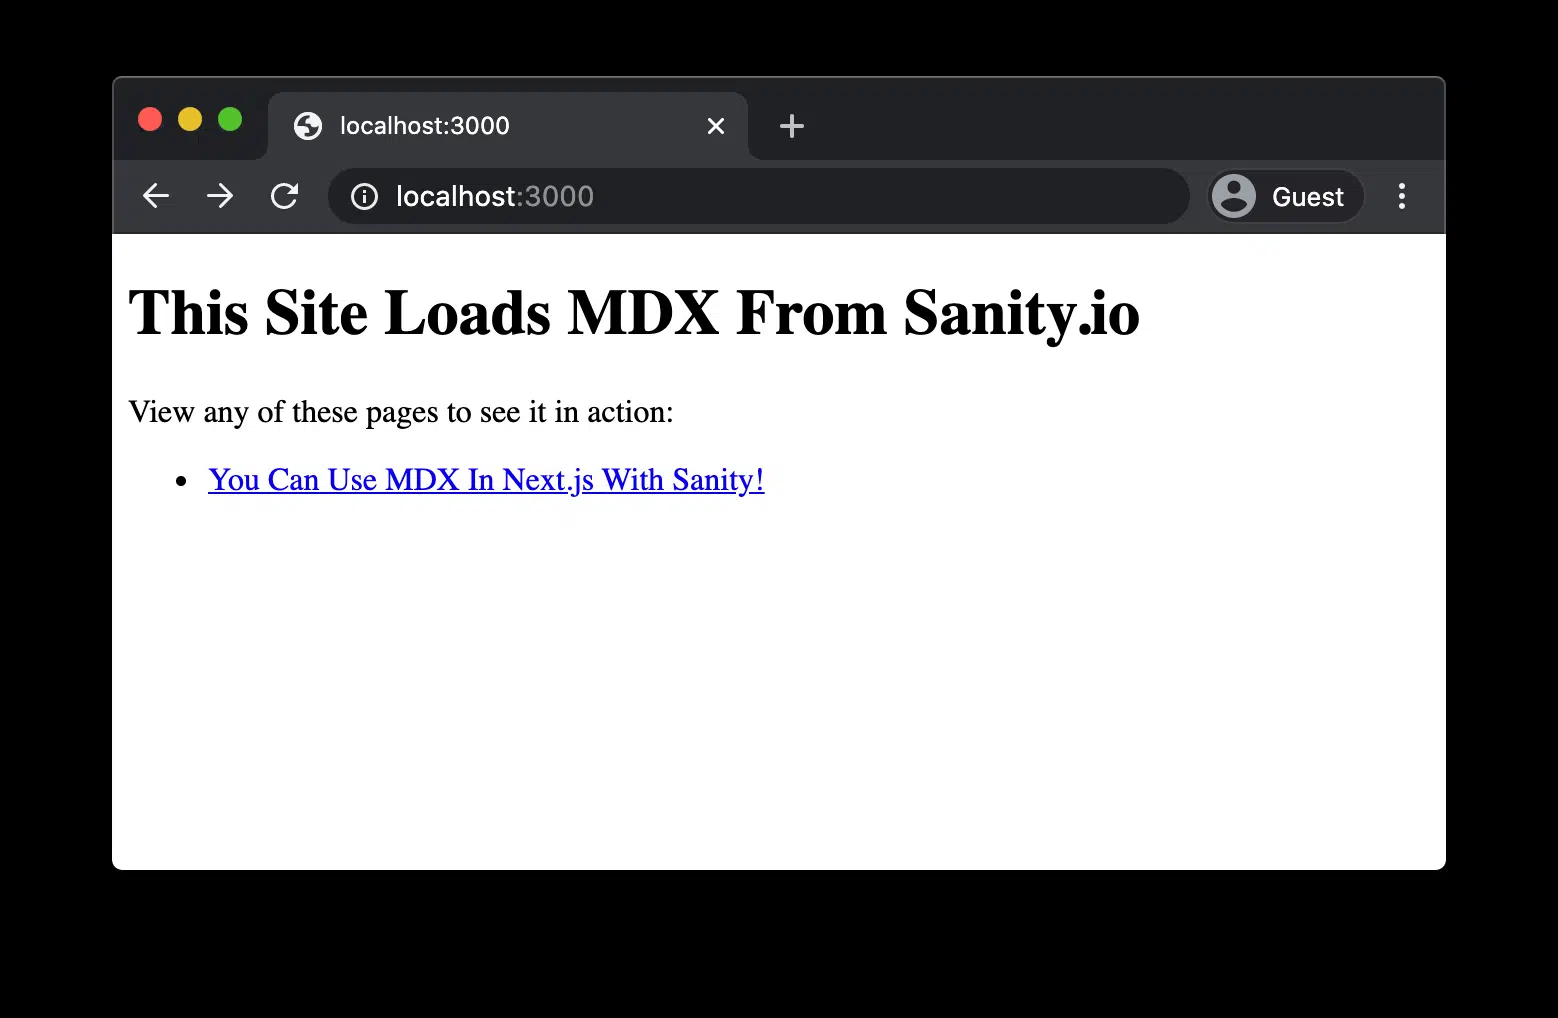 localhost:3000
localhost:3000
Guest
This Site Loads MDX From Sanity.io
View any of these pages to see it in action:
You Can Use MDX In Next.js With Sanity!